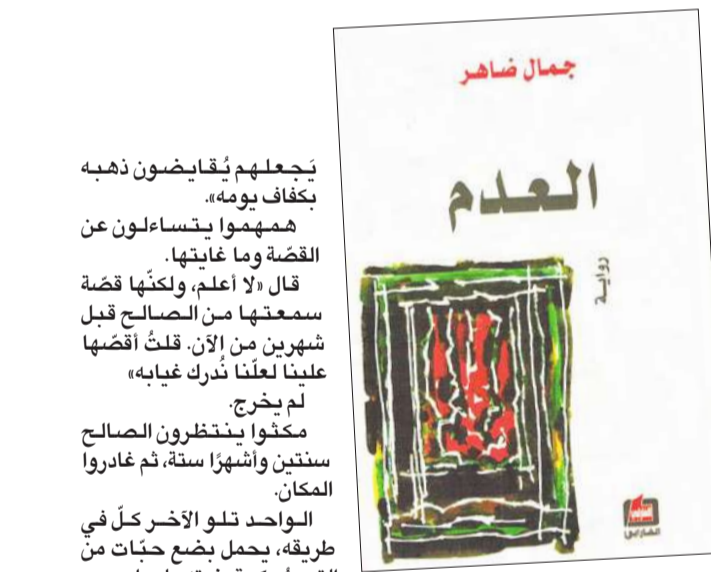 جمال ضاهر
العدم
رواية
الفارابي
يَجعلهم يُقايضون ذهبه
بكفاف يومه».
همهموا يتساءلون عن
القصّة وما غايتها.
قال «لا أعلم، ولكنّها قصّة
سمعتها من الصالح قبل
شهرين من الآن. قلتُ أقصّها
علينا لعلّنا نُدرك غيابه»
لم يخرج.
مكثوا ينتظرون الصالح
سنتين وأشهرًا ستة، ثم غادروا
المكان.
الواحد تلو الآخر كلّ في
طريقه، يحمل بضع حبّات من